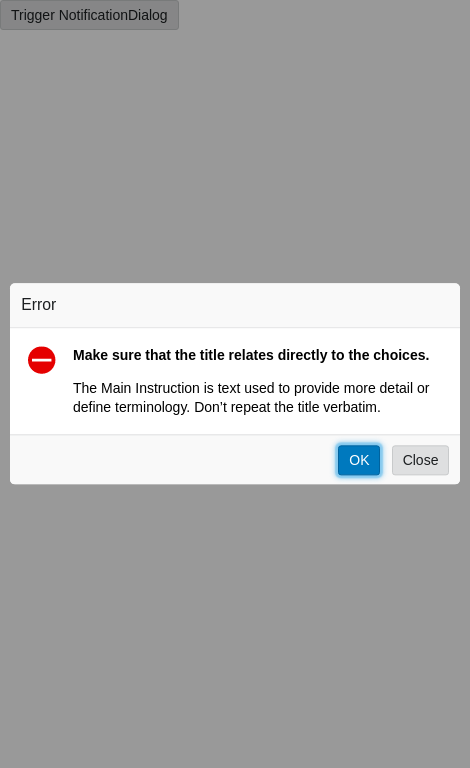 Trigger NotificationDialog
Error
Make sure that the title relates directly to the choices.
The Main Instruction is text used to provide more detail or
define terminology. Don’t repeat the title verbatim.
OK
Close